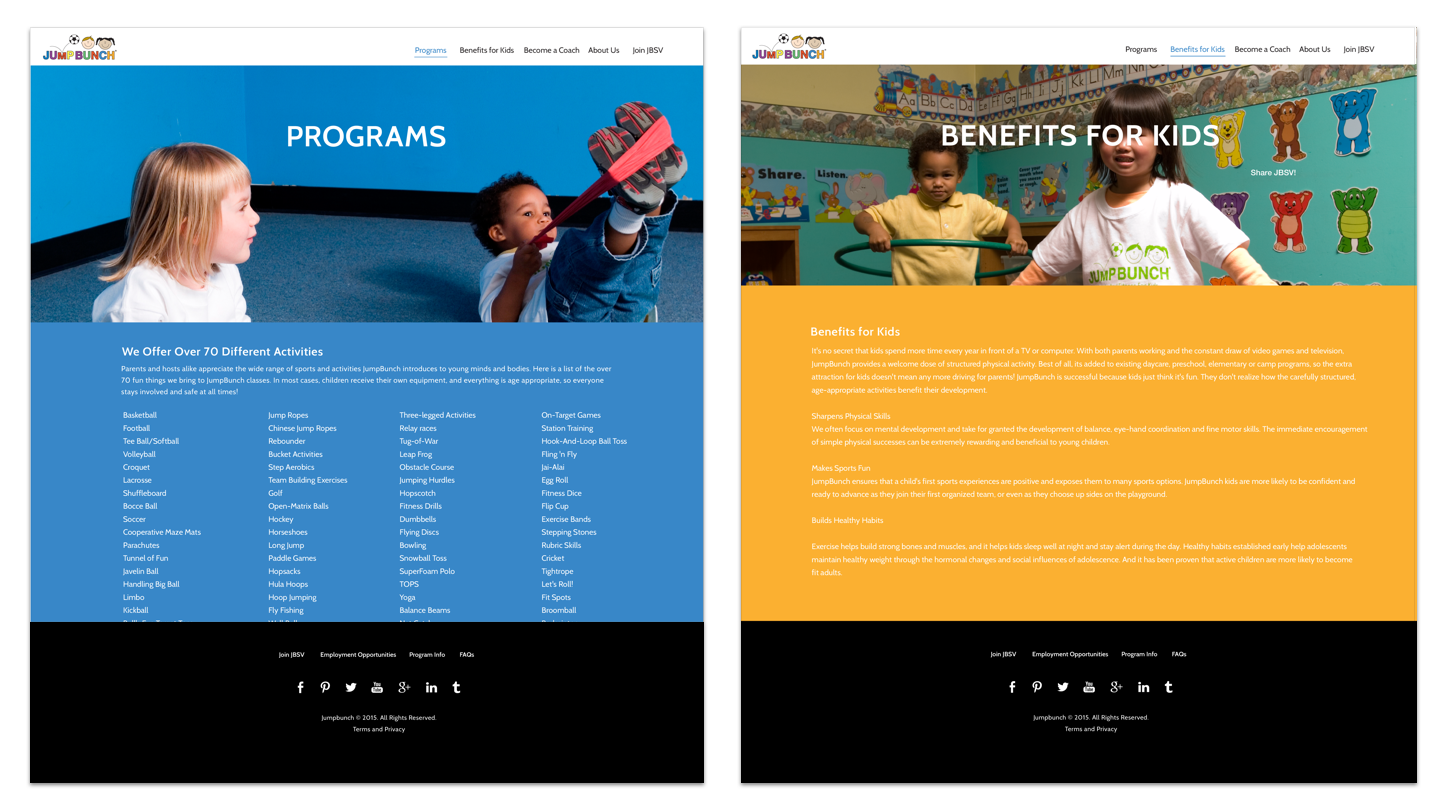 JUMPBUNCH
Programs
Benefits for Kids
Become a Coach
About Us
Join JBSV
PROGRAMS
We Offer Over 70 Different Activities
Parents and hosts alike appreciate the wide range of sports and activities JumpBunch introduces to young minds and bodies. Here is a list of the over
70 fun things we bring to JumpBunch classes. In most cases, children receive their own equipment, and everything is age appropriate, so everyone
stays involved and safe at all times!
Basketball
Football
Tee Ball/Softball
Volleyball
Croquet
Lacrosse
Shuffleboard
Bocce Ball
Soccer
Cooperative Maze Mats
Parachutes
Tunnel of Fun
Javelin Ball
Handling Big Ball
Limbo
Kickball
Jump Ropes
Chinese Jump Ropes
Rebounder
Bucket Activities
Step Aerobics
Team Building Exercises
Golf
Open-Matrix Balls
Hockey
Horseshoes
Long Jump
Paddle Games
Hopsacks
Hula Hoops
Hoop Jumping
Fly Fishing
Three-legged Activities
Relay races
Tug-of-War
Leap Frog
Obstacle Course
Jumping Hurdles
Hopscotch
Fitness Drills
Dumbbells
Flying Discs
Bowling
Snowball Toss
SuperFoam Polo
TOPS
Yoga
Balance Beams
On-Target Games
Station Training
Hook-And-Loop Ball Toss
Fling 'n Fly
Jai-Alai
Egg Roll
Fitness Dice
Flip Cup
Exercise Bands
Stepping Stones
Rubric Skills
Cricket
Tightrope
Let's Roll!
Fit Spots
Broomball
Join JBSV
Employment Opportunities
Program Info
FAQs
You
Tube
Jumpbunch © 2015. All Rights Reserved.
Terms and Privacy
JUMPBUNCH
Programs
Benefits for Kids
Become a Coach
About Us
Join JBSV
Aa Bb Cc Dd Ee Ff Gg Hh Ii Jj Kk Ll Mm Nn
BENEFITS FOR KIDS
Share JBSV!
Share.
Listen.
JUMPBUNCH
Benefits for Kids
It's no secret that kids spend more time every year in front of a TV or computer. With both parents working and the constant draw of video games and television,
JumpBunch provides a welcome dose of structured physical activity. Best of all, its added to existing daycare, preschool, elementary or camp programs, so the extra
attraction for kids doesn't mean any more driving for parents! JumpBunch is successful because kids just think it's fun. They don't realize how the carefully structured,
age-appropriate activities benefit their development.
Sharpens Physical Skills
We often focus on mental development and take for granted the development of balance, eye-hand coordination and fine motor skills. The immediate encouragement
of simple physical successes can be extremely rewarding and beneficial to young children.
Makes Sports Fun
JumpBunch ensures that a child's first sports experiences are positive and exposes them to many sports options. JumpBunch kids are more likely to be confident and
ready to advance as they join their first organized team, or even as they choose up sides on the playground.
Builds Healthy Habits
Exercise helps build strong bones and muscles, and it helps kids sleep well at night and stay alert during the day. Healthy habits established early help adolescents
maintain healthy weight through the hormonal changes and social influences of adolescence. And it has been proven that active children are more likely to become
fit adults.
Join JBSV
Employment Opportunities
Program Info
FAQs
You
Tube
Jumpbunch © 2015. All Rights Reserved.
Terms and Privacy